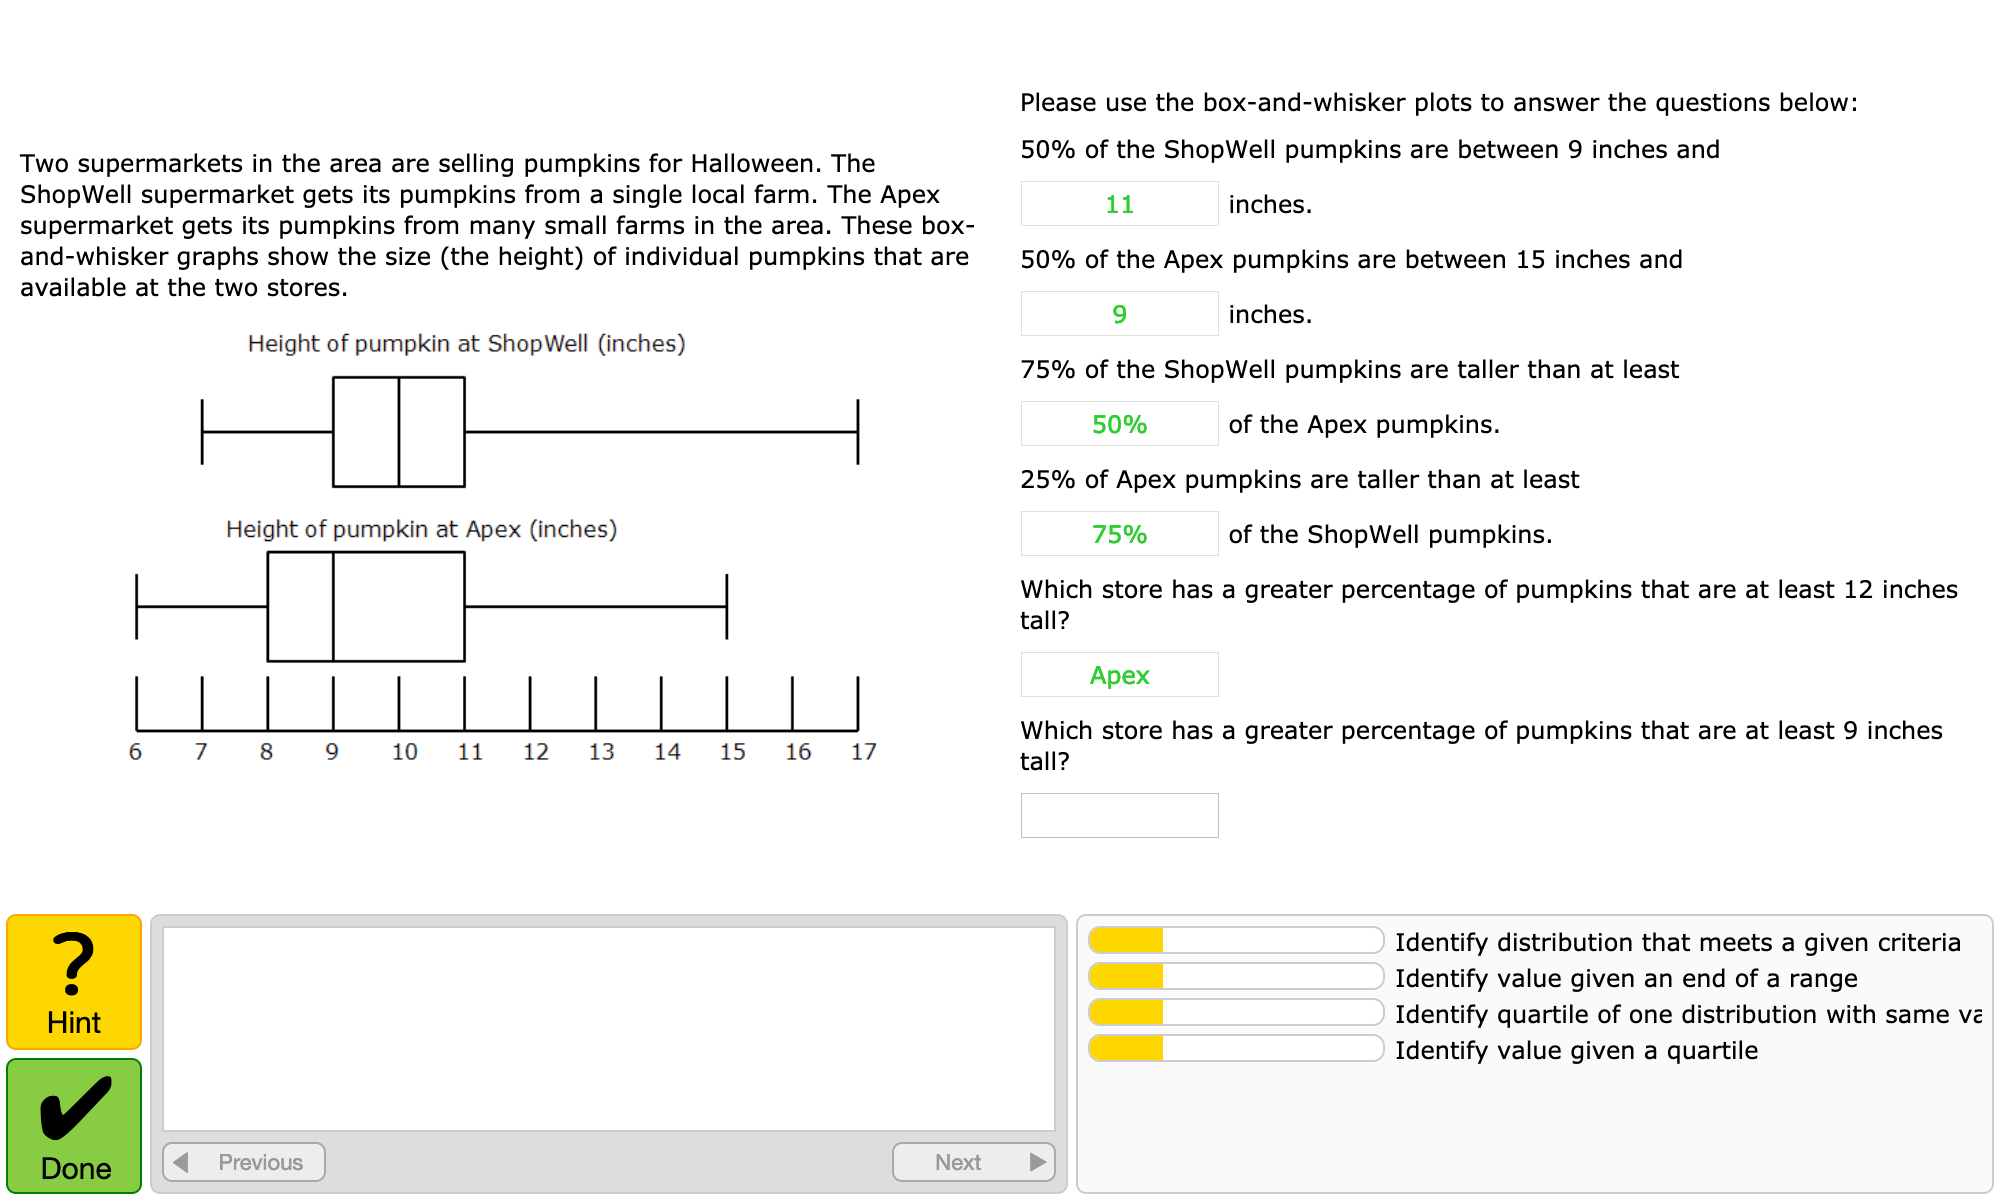 Two supermarkets in the area are selling pumpkins for Halloween. The
ShopWell supermarket gets its pumpkins from a single local farm. The Apex
supermarket gets its pumpkins from many small farms in the area. These box-
and-whisker graphs show the size (the height) of individual pumpkins that are
available at the two stores.
Height of pumpkin at ShopWell (inches)
Height of pumpkin at Apex (inches)
6 7 8 9 10 11 12 13 14 15 16 17
Please use the box-and-whisker plots to answer the questions below:
50% of the ShopWell pumpkins are between 9 inches and
11 inches.
50% of the Apex pumpkins are between 15 inches and
9 inches.
75% of the ShopWell pumpkins are taller than at least
50% of the Apex pumpkins.
25% of Apex pumpkins are taller than at least
75% of the ShopWell pumpkins.
Which store has a greater percentage of pumpkins that are at least 12 inches
tall?
Apex
Which store has a greater percentage of pumpkins that are at least 9 inches
tall?
?
Hint
Done
Previous
Next
Identify distribution that meets a given criteria
Identify value given an end of a range
Identify quartile of one distribution with same va
Identify value given a quartile